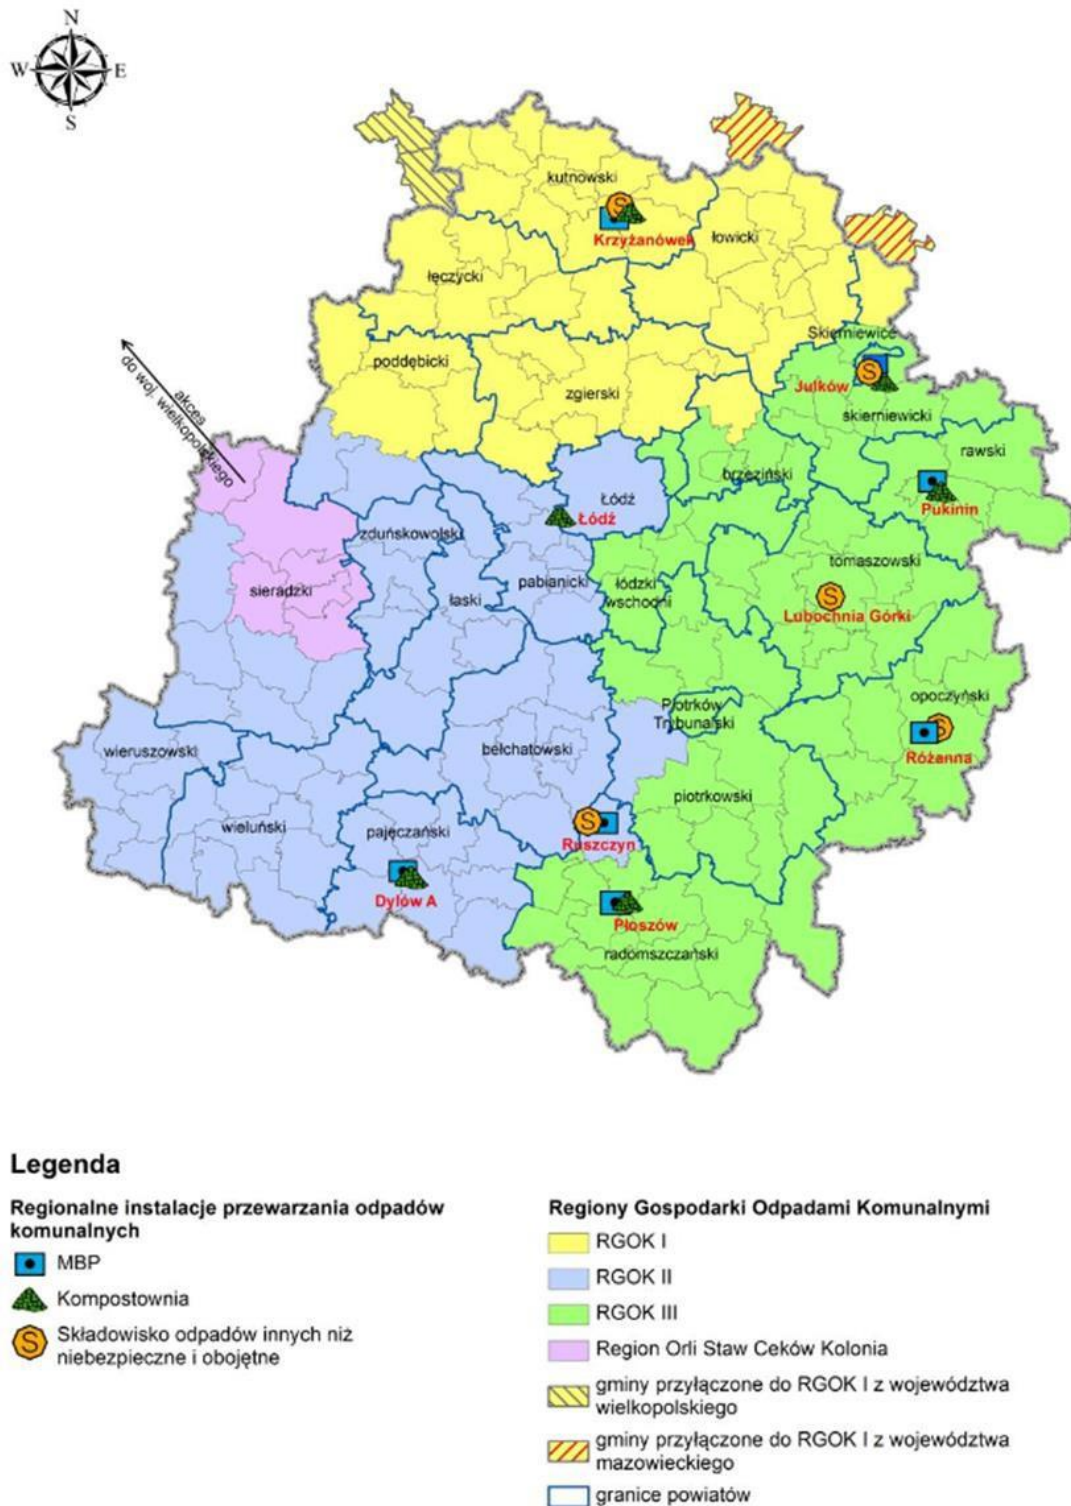 N
W E
S
kutnowski
Krzyżanówek
łowicki
łęczycki
Skierniewice
poddębicki
zgierski
Julków
skierniewicki
akces
do woj. wielkopolskiego
rawski
brzeziński
Łódź
Pukinin
Łódź
zduńskowolski
tomaszowski
sieradzki
łaski
pabianicki
łódzki
wschodni
Lubochnia Górki
opoczyński
Piotrków
Trybunalski
wieruszowski
bełchatowski
Różanna
piotrkowski
wieluński
pajęczański
Ruszczyn
Dylów A
Płoszów
radomszczański
Legenda
Regionalne instalacje przewarzania odpadów
komunalnych
MBP
Kompostownia
S Składowisko odpadów innych niż
niebezpieczne i obojętne
Regiony Gospodarki Odpadami Komunalnymi
RGOK I
RGOK II
RGOK III
Region Orli Staw Ceków Kolonia
gminy przyłączone do RGOK I z województwa
wielkopolskiego
gminy przyłączone do RGOK I z województwa
mazowieckiego
granice powiatów